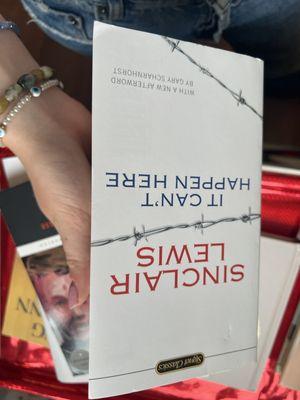 Signet Classics
SINCLAIR
LEWIS
IT CAN'T
HAPPEN HERE
WITH A NEW AFTERWORD
BY GARY SCHARNHORST